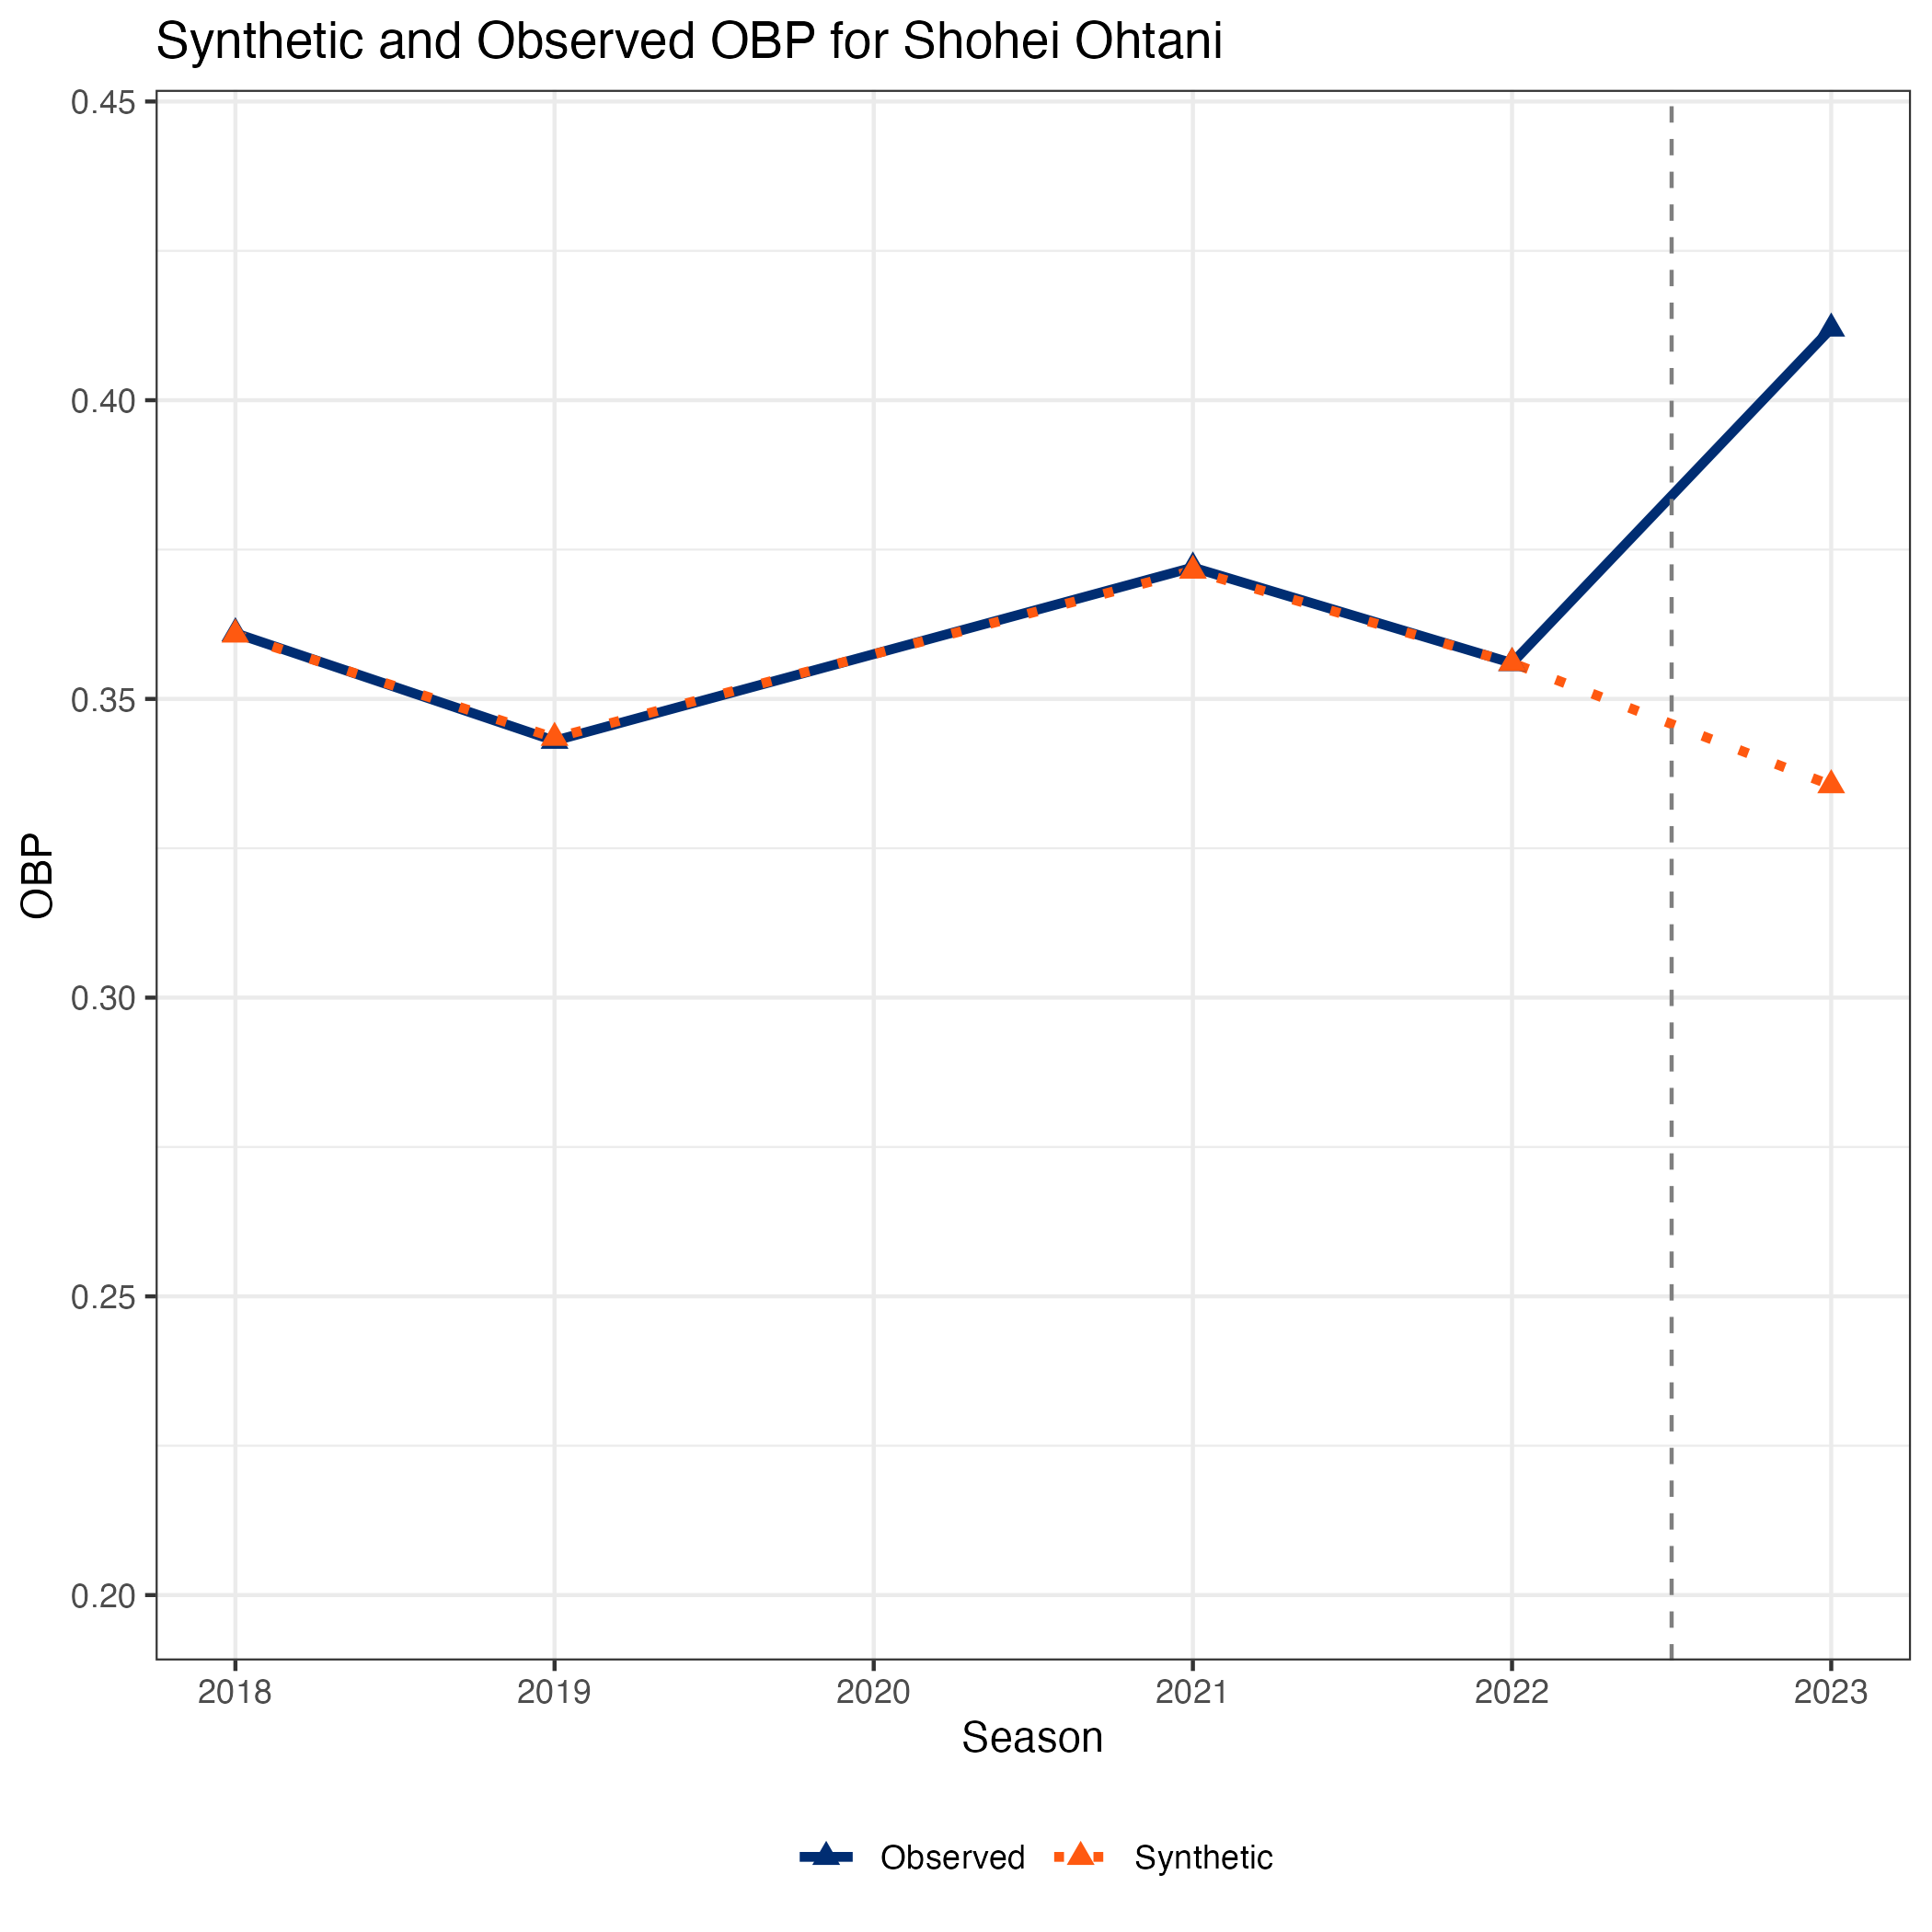 Synthetic and Observed OBP for Shohei Ohtani
0.45
0.40
0.35
0.30
0.25
0.20
OBP
2018 2019 2020 2021 2022 2023
Season
Observed Synthetic